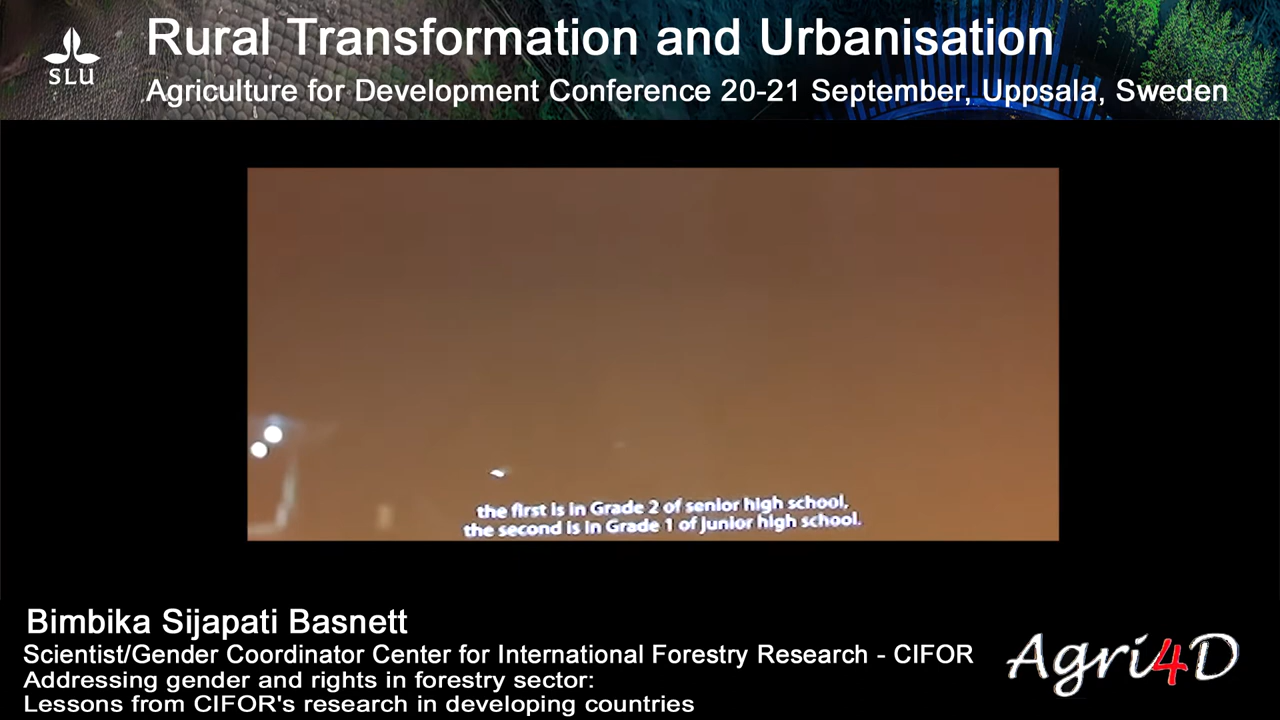 SLU
Rural Transformation and Urbanisation
Agriculture for Development Conference 20-21 September, Uppsala, Sweden
the first is in Grade 2 of senior high school,
the second is in Grade 1 of junior high school.
Bimbika Sijapati Basnett
Scientist/Gender Coordinator Center for International Forestry Research - CIFOR
Addressing gender and rights in forestry sector:
Lessons from CIFOR's research in developing countries
Agri4D